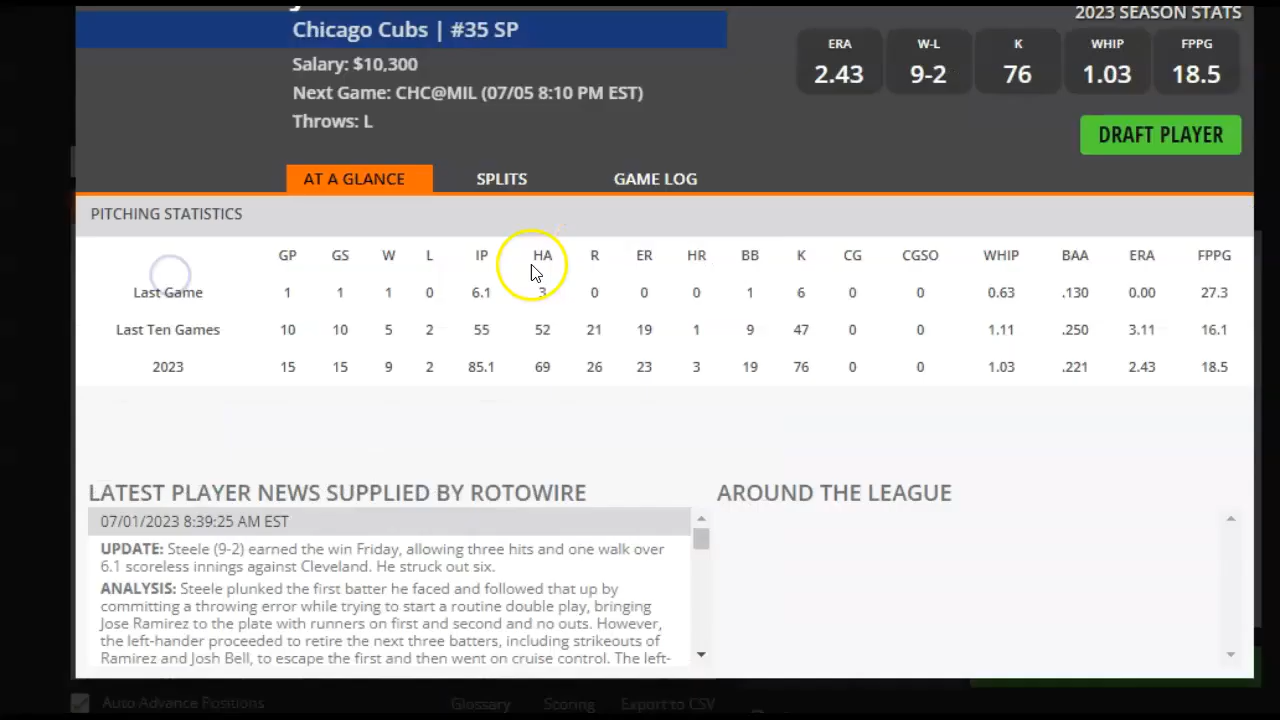 Chicago Cubs | #35 SP
Salary: $10,300
Next Game: CHC@MIL (07/05 8:10 PM EST)
Throws: L
2023 SEASON STATS
ERA W-L K WHIP FPPG
2.43 9-2 76 1.03 18.5
DRAFT PLAYER
AT A GLANCE SPLITS GAME LOG
PITCHING STATISTICS
GP GS W L IP HA R ER HR BB K CG CGSO WHIP BAA ERA FPPG
Last Game 1 1 1 0 6.1 3 0 0 0 1 6 0 0 0.63 .130 0.00 27.3
Last Ten Games 10 10 5 2 55 52 21 19 1 9 47 0 0 1.11 .250 3.11 16.1
2023 15 15 9 2 85.1 69 26 23 3 19 76 0 0 1.03 .221 2.43 18.5
LATEST PLAYER NEWS SUPPLIED BY ROTOWIRE
07/01/2023 8:39:25 AM EST
UPDATE: Steele (9-2) earned the win Friday, allowing three hits and one walk over
6.1 scoreless innings against Cleveland. He struck out six.
ANALYSIS: Steele plunked the first batter he faced and followed that up by
committing a throwing error while trying to start a routine double play, bringing
Jose Ramirez to the plate with runners on first and second and no outs. However,
the left-hander proceeded to retire the next three batters, including strikeouts of
Ramirez and Josh Bell, to escape the first and then went on cruise control. The left-
AROUND THE LEAGUE
Auto Advance Positions Glossary Scoring Export to CSV